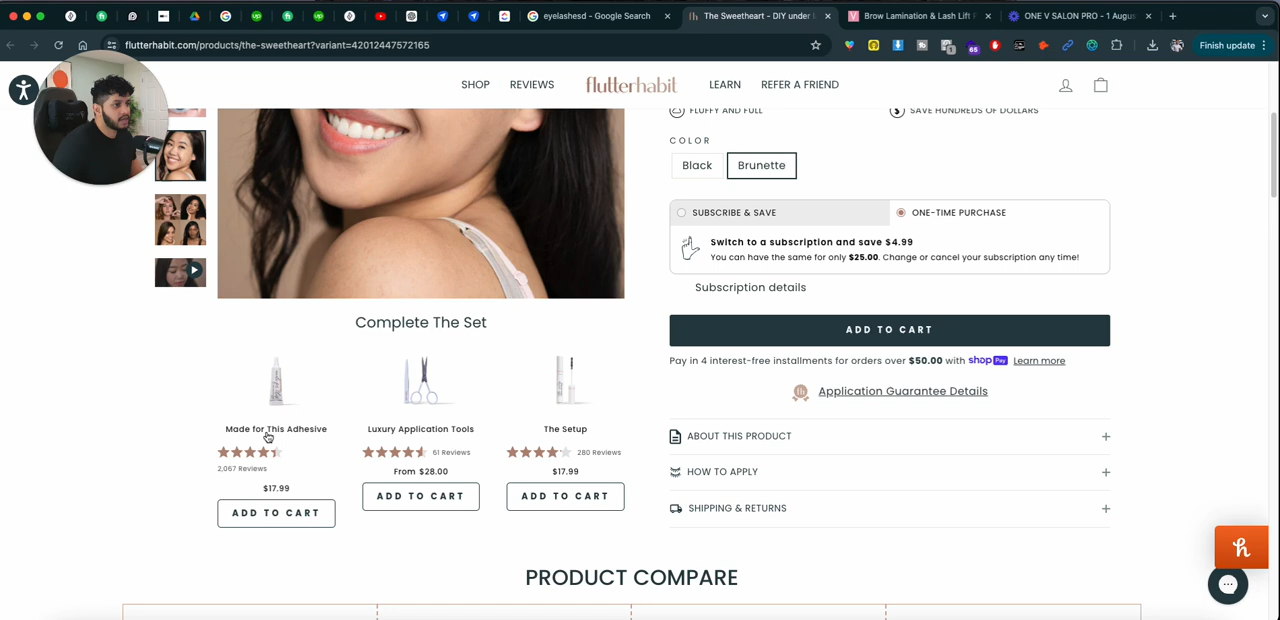 eyelashesd - Google Search
The Sweetheart - DIY under
Brow Lamination & Lash Lift F
ONE V SALON PRO - 1 Augus
flutterhabit.com/products/the-sweetheart?variant=42012447572165
65
Finish update
SHOP
REVIEWS
flutterhabit
LEARN
REFER A FRIEND
FLUFFY AND FULL
SAVE HUNDREDS OF DOLLARS
COLOR
Black
Brunette
SUBSCRIBE & SAVE
ONE-TIME PURCHASE
Switch to a subscription and save $4.99
You can have the same for only $25.00. Change or cancel your subscription any time!
Subscription details
ADD TO CART
Pay in 4 interest-free installments for orders over $50.00 with shop Pay Learn more
Application Guarantee Details
Complete The Set
Made for This Adhesive
2,067 Reviews
$17.99
ADD TO CART
Luxury Application Tools
61 Reviews
From $28.00
ADD TO CART
The Setup
280 Reviews
$17.99
ADD TO CART
ABOUT THIS PRODUCT
HOW TO APPLY
SHIPPING & RETURNS
PRODUCT COMPARE